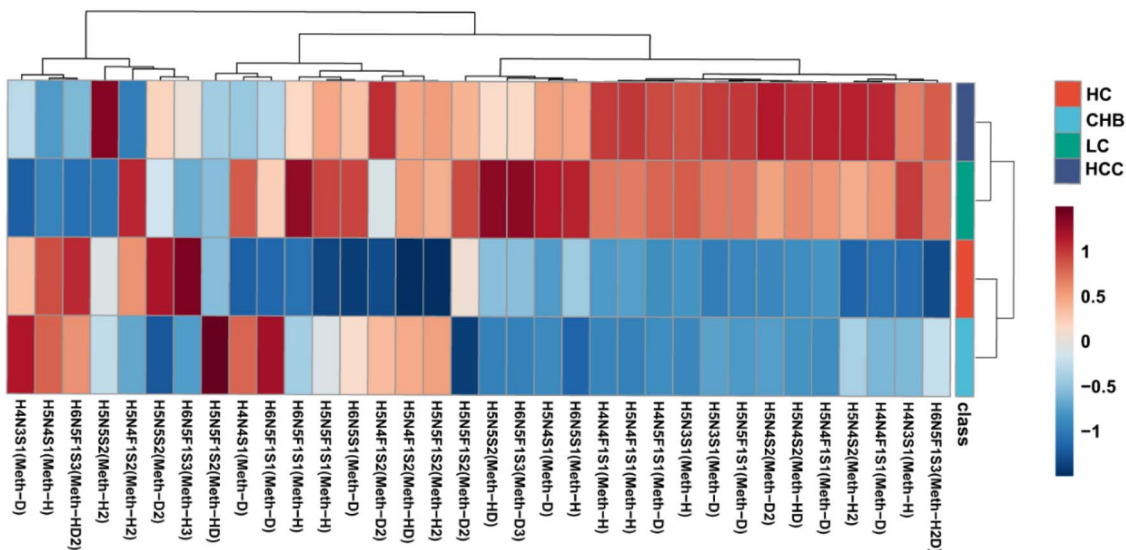 HC
CHB
LC
HCC
1
0.5
0
−0.5
−1
class
H4N3S1(Meth−D)
H5N4S1(Meth−H)
H6N5F1S3(Meth−HD2)
H5N5S2(Meth−H2)
H5N4F1S2(Meth−H2)
H5N5S2(Meth−D2)
H6N5F1S3(Meth−H3)
H5N5F1S2(Meth−HD)
H4N4S1(Meth−D)
H6N5F1S1(Meth−D)
H6N5F1S1(Meth−H)
H5N5F1S1(Meth−H)
H6N5S1(Meth−D)
H5N4F1S2(Meth−D2)
H5N4F1S2(Meth−HD)
H5N5F1S2(Meth−H2)
H5N5F1S2(Meth−D2)
H5N5S2(Meth−HD)
H6N5F1S3(Meth−D3)
H5N4S1(Meth−D)
H6N5S1(Meth−H)
H4N4F1S1(Meth−H)
H5N4F1S1(Meth−H)
H4N5F1S1(Meth−D)
H5N3S1(Meth−H)
H5N3S1(Meth−D)
H5N5F1S1(Meth−D)
H5N4S2(Meth−D2)
H5N4S2(Meth−HD)
H5N4F1S1(Meth−D)
H5N4S2(Meth−H2)
H4N4F1S1(Meth−D)
H4N3S1(Meth−H)
H6N5F1S3(Meth−H2D)